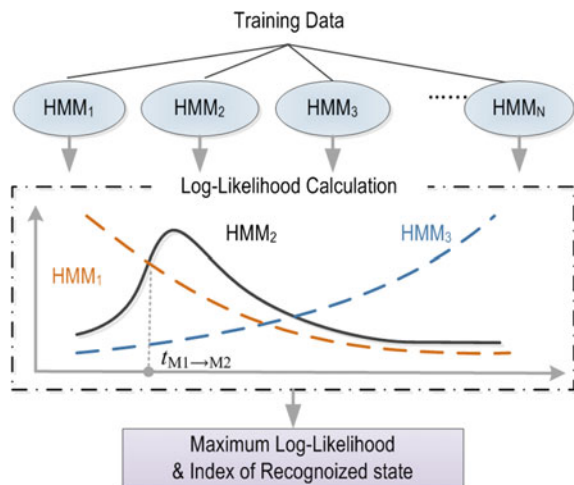 Training Data
HMM1 HMM2 HMM3 ...... HMMN
Log-Likelihood Calculation
HMM2 HMM3
HMM1
tM1→M2
Maximum Log-Likelihood
& Index of Recognoized state